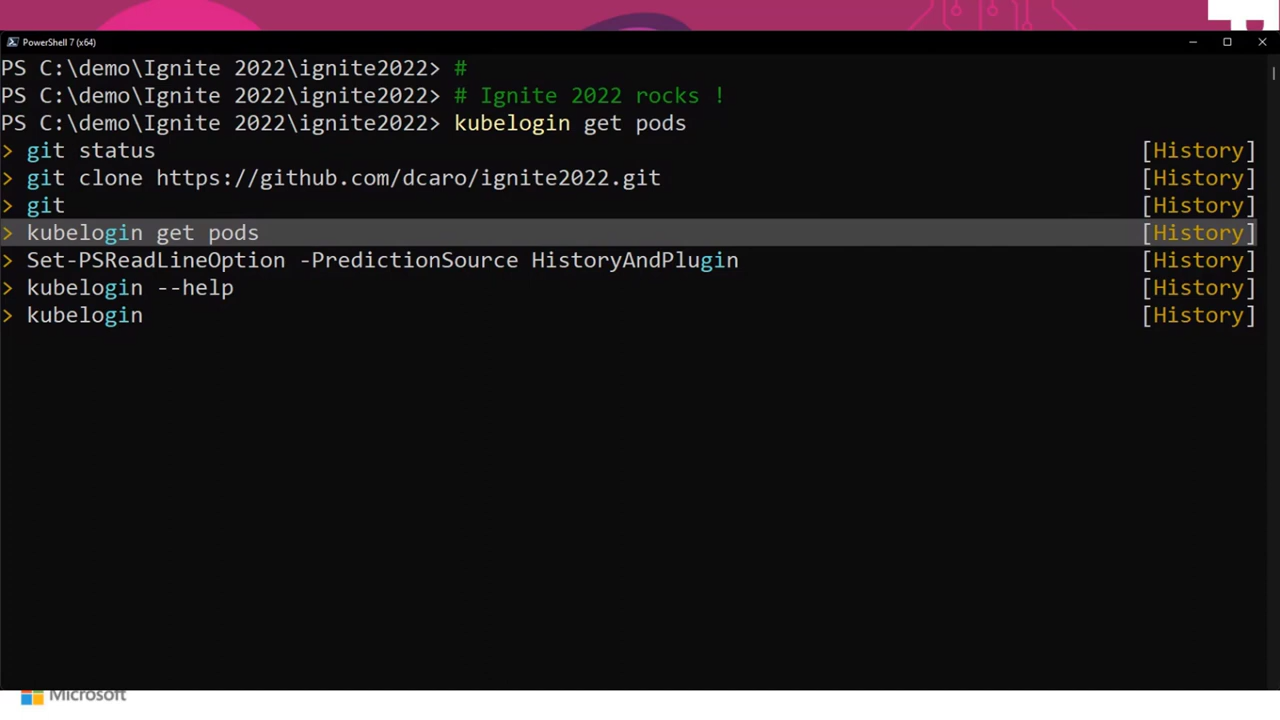 PowerShell 7 (x64)
PS C:\demo\Ignite 2022\ignite2022> #
PS C:\demo\Ignite 2022\ignite2022> # Ignite 2022 rocks !
PS C:\demo\Ignite 2022\ignite2022> kubelogin get pods
> git status [History]
> git clone https://github.com/dcaro/ignite2022.git [History]
> git [History]
> kubelogin get pods [History]
> Set-PSReadLineOption -PredictionSource HistoryAndPlugin [History]
> kubelogin --help [History]
> kubelogin [History]
Microsoft